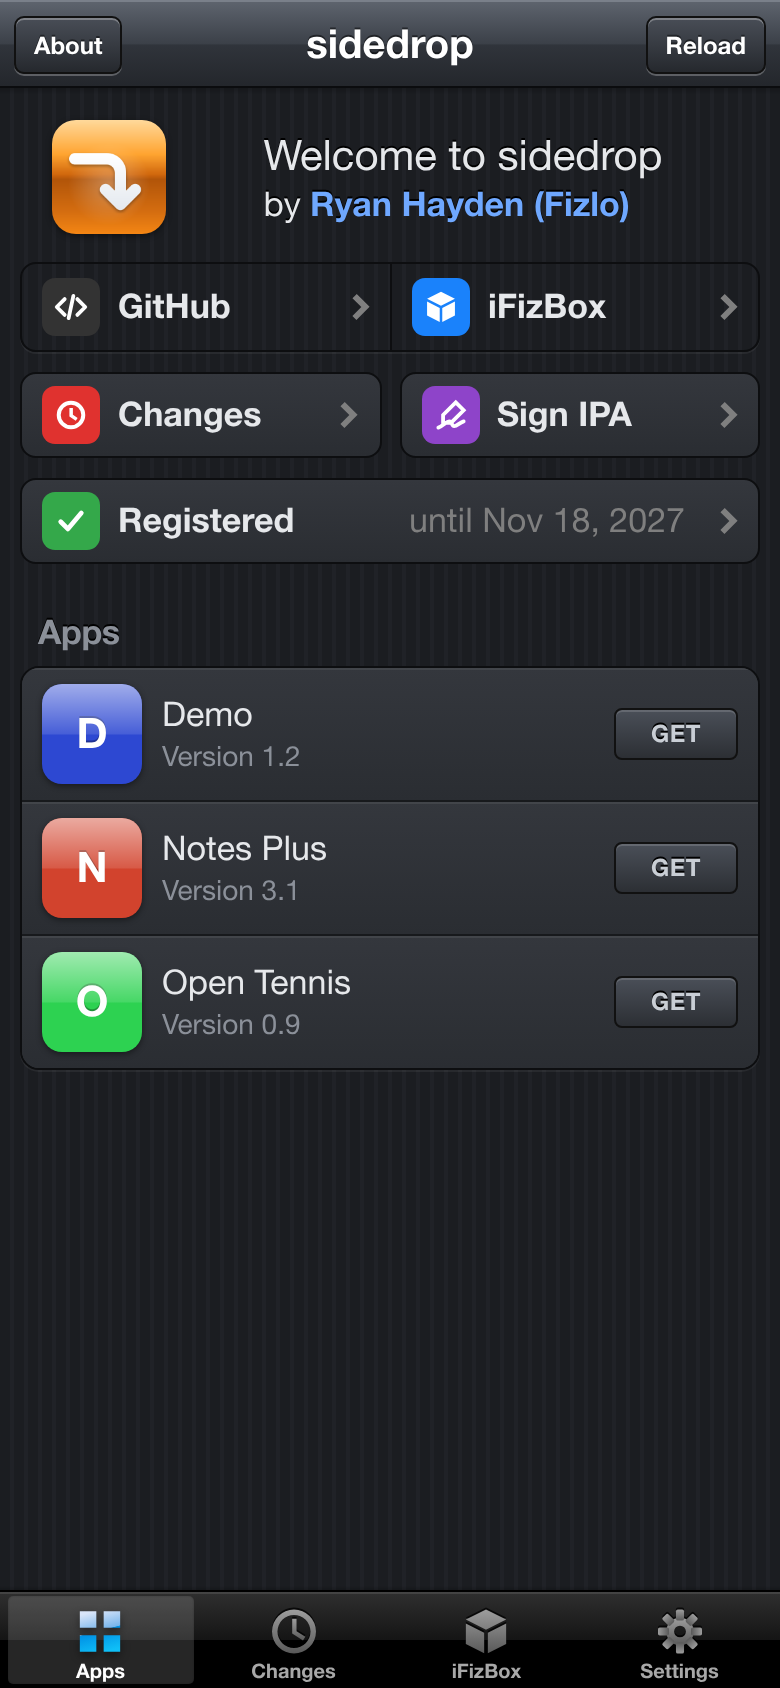 About
sidedrop
Reload
Welcome to sidedrop
by Ryan Hayden (Fizlo)
GitHub
iFizBox
Changes
Sign IPA
Registered
until Nov 18, 2027
Apps
D
Demo
Version 1.2
GET
N
Notes Plus
Version 3.1
GET
O
Open Tennis
Version 0.9
GET
Apps
Changes
iFizBox
Settings